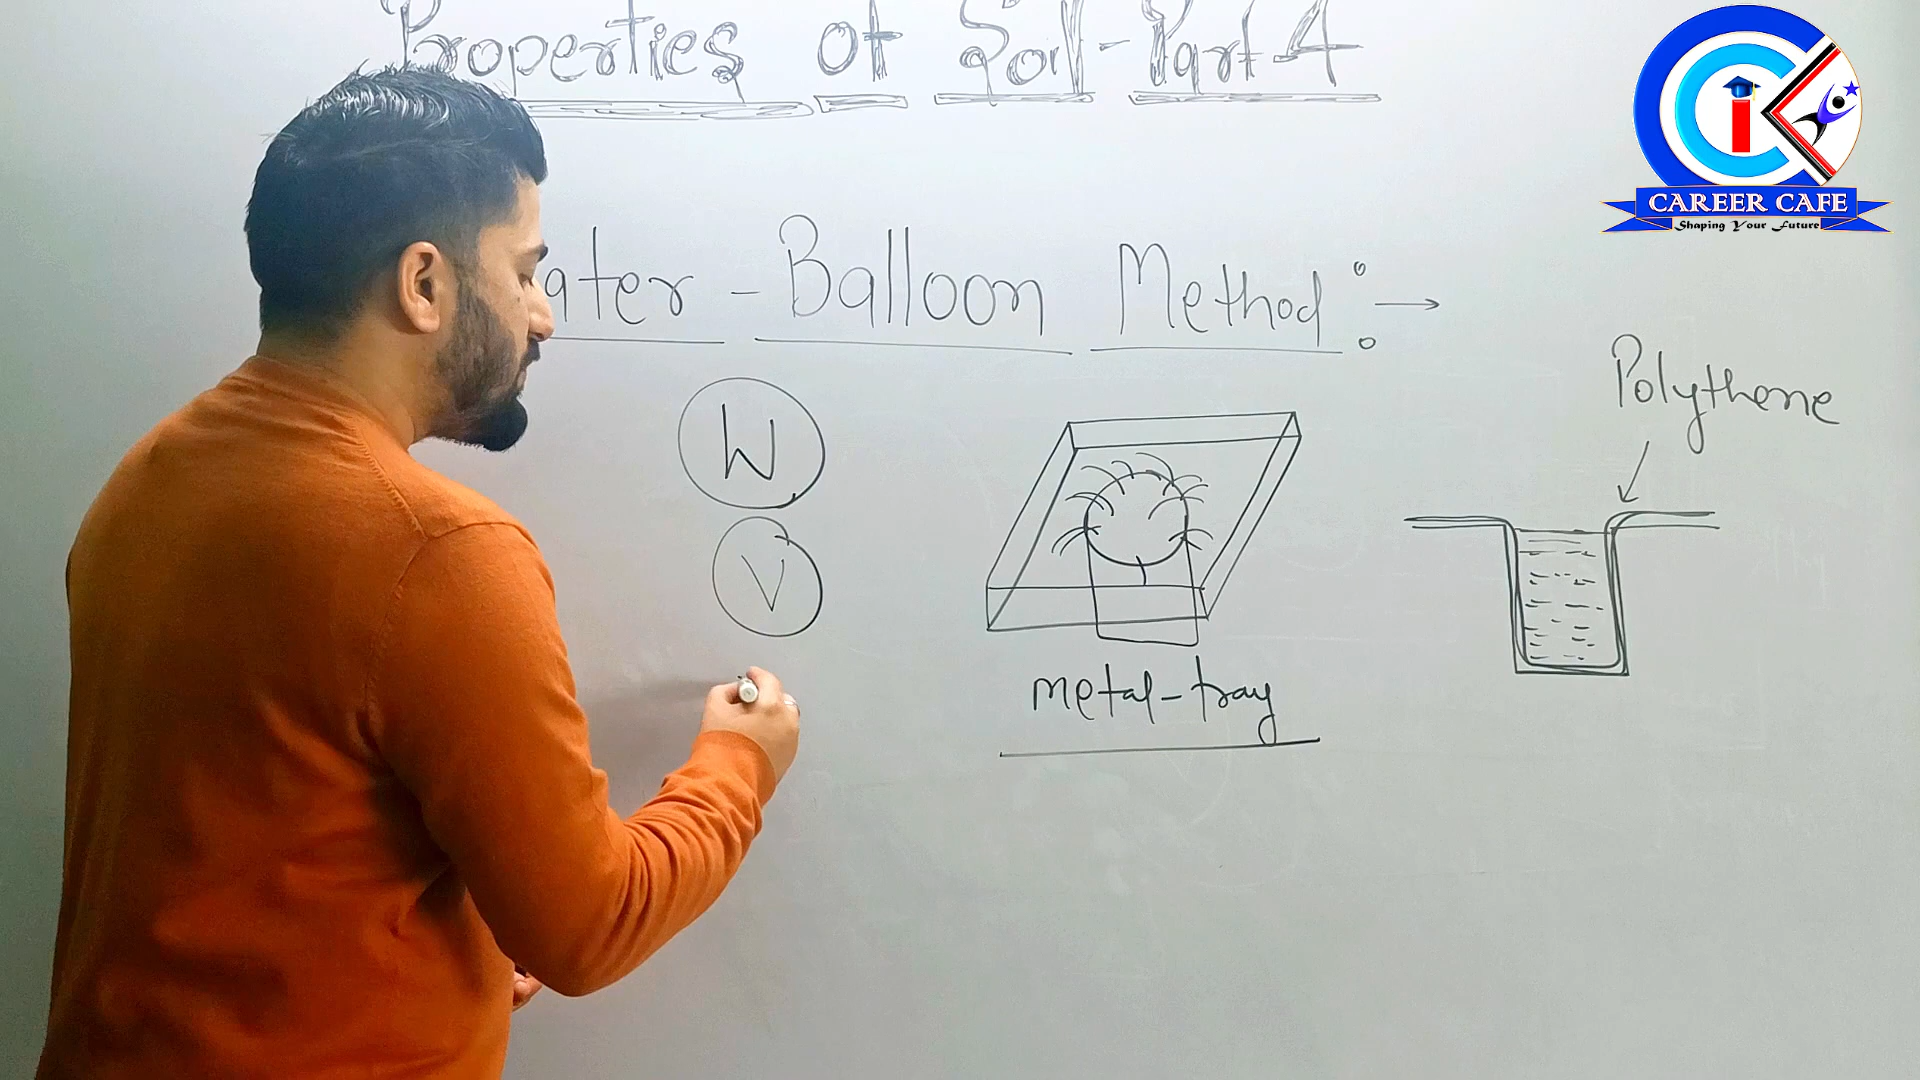 Properties of Soil - Part 4
CAREER CAFE
Shaping Your Future
ater - Balloon Method : →
Polythene
W
V
metal-tray